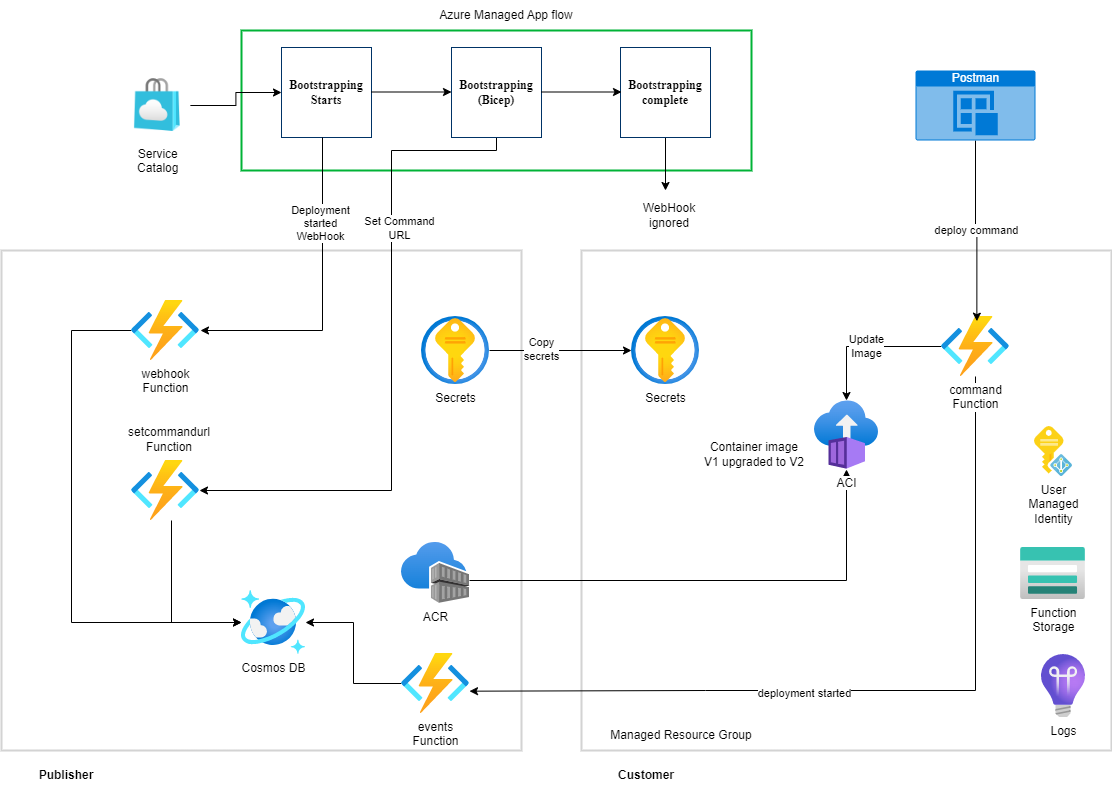 Azure Managed App flow
Bootstrapping
Starts
Bootstrapping
(Bicep)
Bootstrapping
complete
Postman
Service
Catalog
Deployment
started
WebHook
Set Command
URL
WebHook
ignored
deploy command
webhook
Function
Copy
secrets
Secrets
Secrets
Update
Image
command
Function
setcommandurl
Function
Container image
V1 upgraded to V2
ACI
User
Managed
Identity
ACR
Function
Storage
Cosmos DB
events
Function
deployment started
Logs
Managed Resource Group
Publisher
Customer